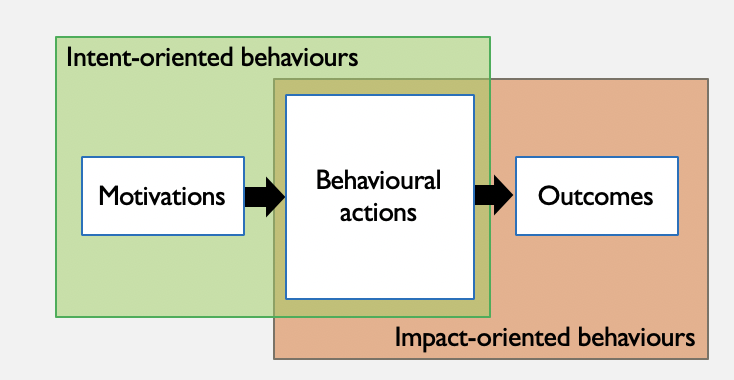 Intent-oriented behaviours
Motivations
Behavioural
actions
Outcomes
Impact-oriented behaviours